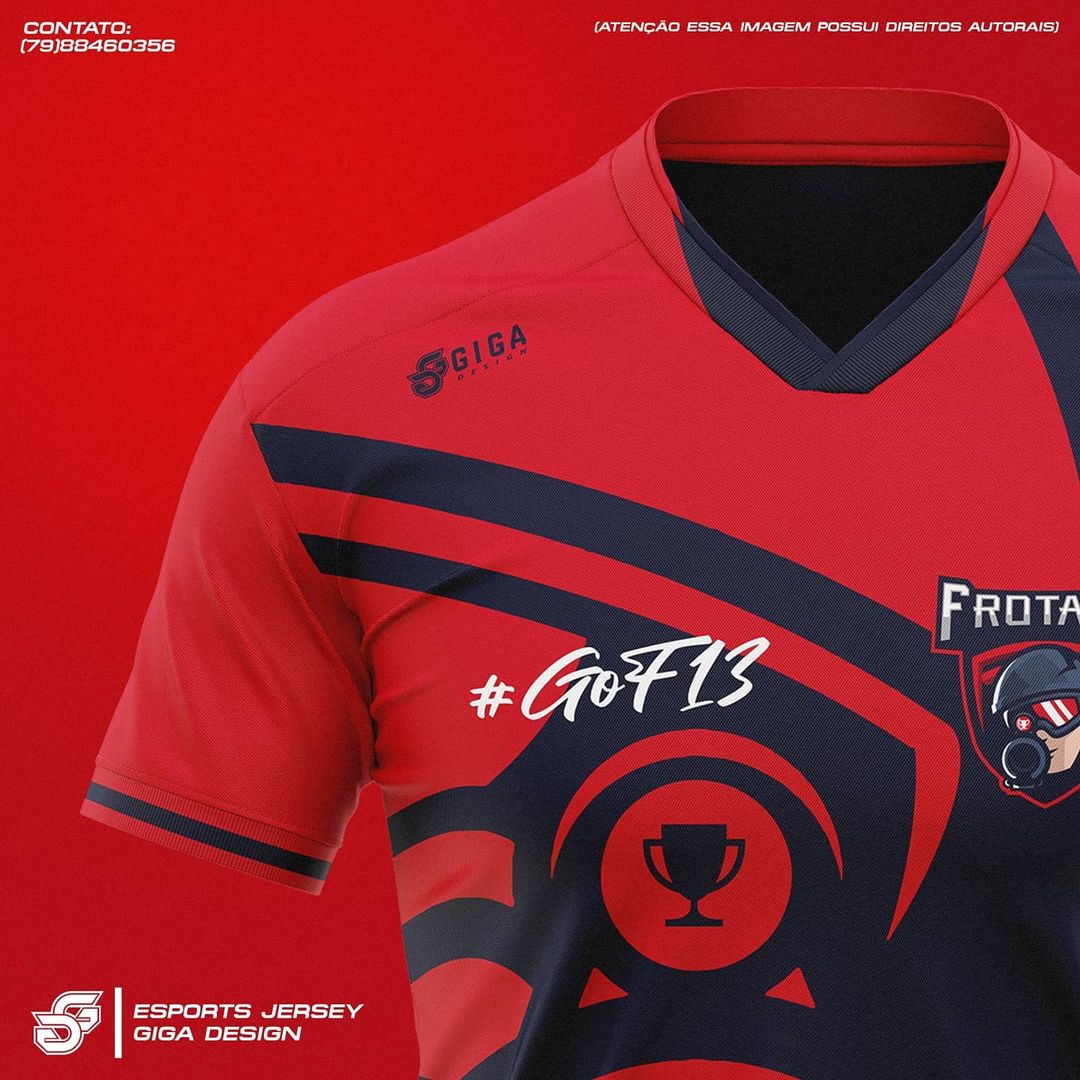 CONTATO:
(79)88460356
(ATENÇÃO ESSA IMAGEM POSSUI DIREITOS AUTORAIS)
GIGA
DESIGN
#GoF13
FROTA
ESPORTS JERSEY
GIGA DESIGN